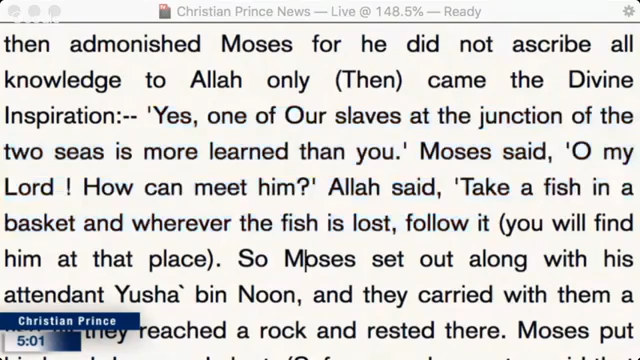 Christian Prince News — Live @ 148.5% — Ready
then admonished Moses for he did not ascribe all
knowledge to Allah only (Then) came the Divine
Inspiration:-- 'Yes, one of Our slaves at the junction of the
two seas is more learned than you.' Moses said, 'O my
Lord ! How can meet him?' Allah said, 'Take a fish in a
basket and wherever the fish is lost, follow it (you will find
him at that place). So Moses set out along with his
attendant Yusha` bin Noon, and they carried with them a
they reached a rock and rested there. Moses put
Christian Prince
5:01